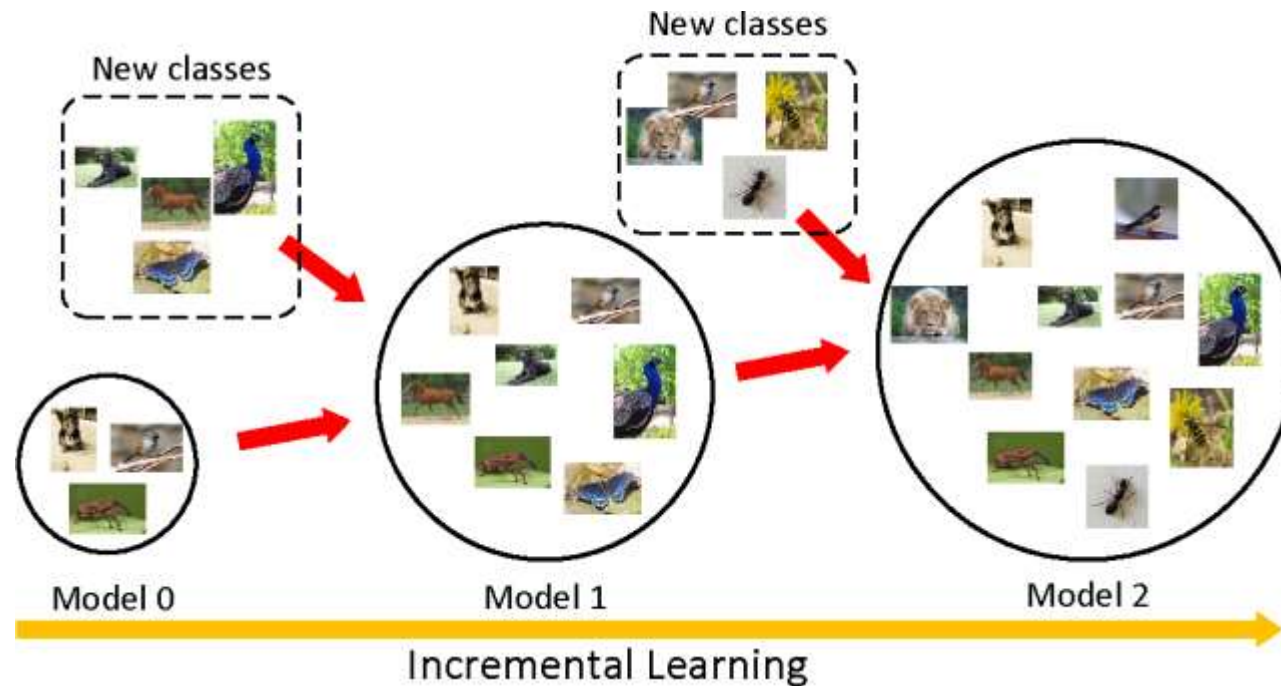 New classes
New classes
Model 0
Model 1
Model 2
Incremental Learning